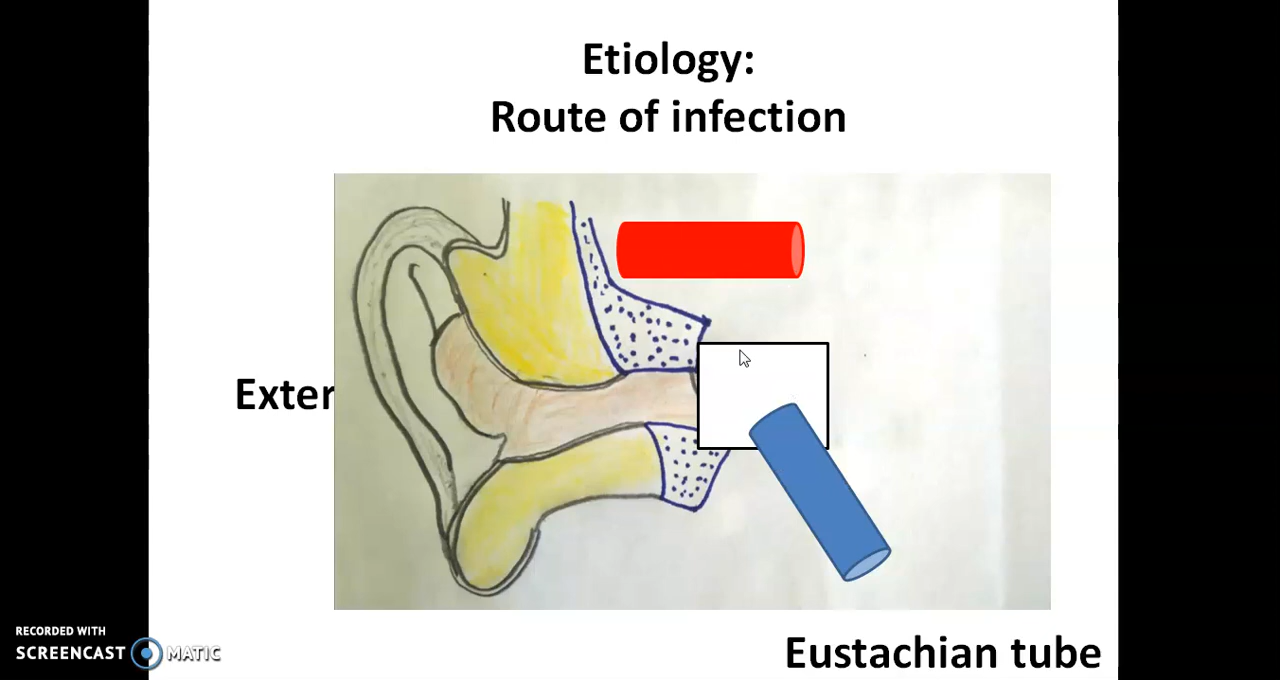 Etiology:
Route of infection
Exter
Eustachian tube
RECORDED WITH
SCREENCAST MATIC